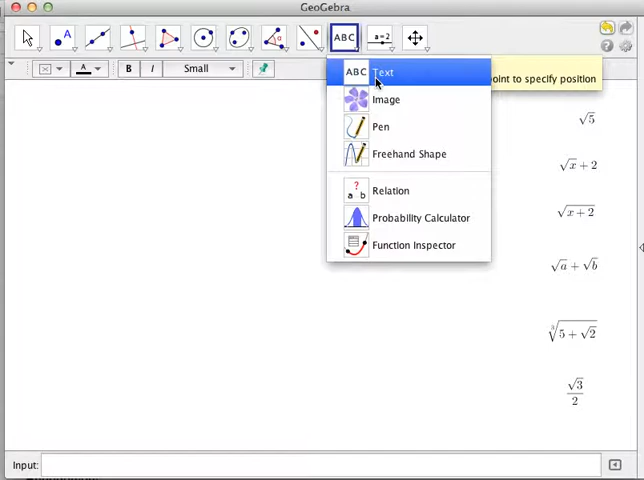 GeoGebra
ABC
a=2
B I Small
ABC Text
oint to specify position
Image
Pen
Freehand Shape
?
a b Relation
Probability Calculator
Function Inspector
√5
√x + 2
√(x + 2)
√a + √b
∛(5 + √2)
√3/2
Input: